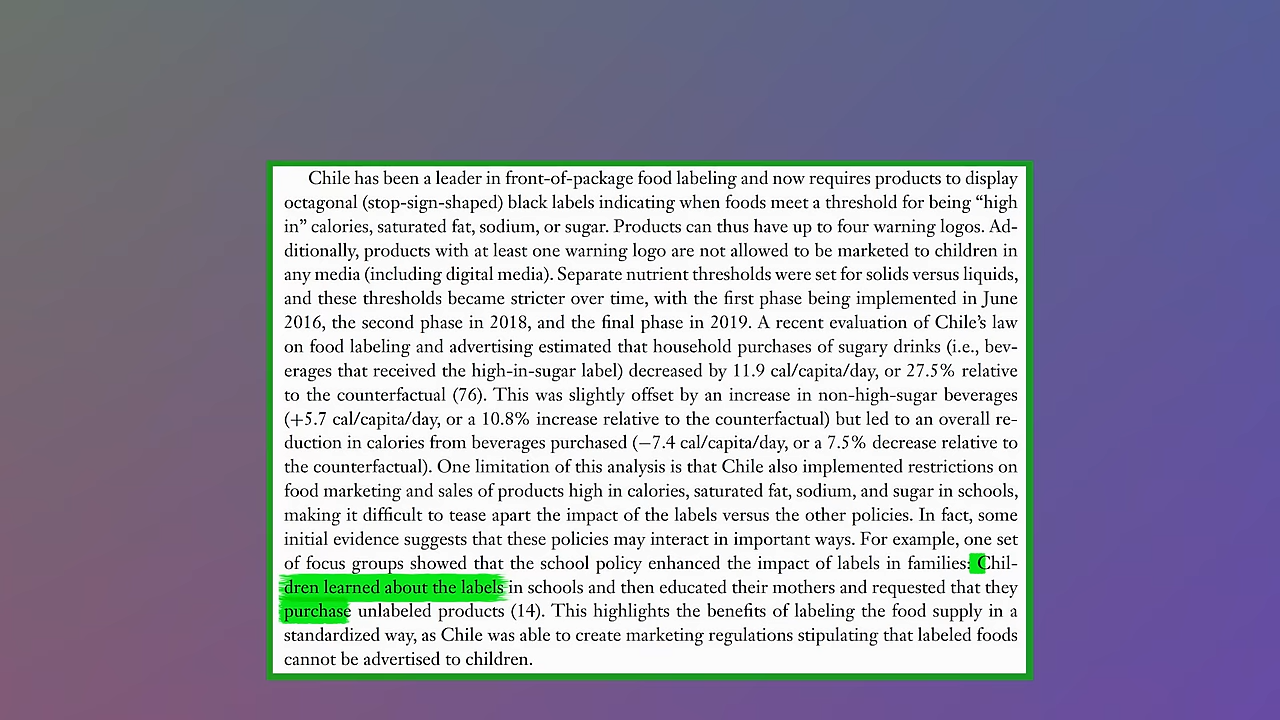 Chile has been a leader in front-of-package food labeling and now requires products to display
octagonal (stop-sign-shaped) black labels indicating when foods meet a threshold for being “high
in” calories, saturated fat, sodium, or sugar. Products can thus have up to four warning logos. Ad-
ditionally, products with at least one warning logo are not allowed to be marketed to children in
any media (including digital media). Separate nutrient thresholds were set for solids versus liquids,
and these thresholds became stricter over time, with the first phase being implemented in June
2016, the second phase in 2018, and the final phase in 2019. A recent evaluation of Chile’s law
on food labeling and advertising estimated that household purchases of sugary drinks (i.e., bev-
erages that received the high-in-sugar label) decreased by 11.9 cal/capita/day, or 27.5% relative
to the counterfactual (76). This was slightly offset by an increase in non-high-sugar beverages
(+5.7 cal/capita/day, or a 10.8% increase relative to the counterfactual) but led to an overall re-
duction in calories from beverages purchased (−7.4 cal/capita/day, or a 7.5% decrease relative to
the counterfactual). One limitation of this analysis is that Chile also implemented restrictions on
food marketing and sales of products high in calories, saturated fat, sodium, and sugar in schools,
making it difficult to tease apart the impact of the labels versus the other policies. In fact, some
initial evidence suggests that these policies may interact in important ways. For example, one set
of focus groups showed that the school policy enhanced the impact of labels in families: Chil-
dren learned about the labels in schools and then educated their mothers and requested that they
purchase unlabeled products (14). This highlights the benefits of labeling the food supply in a
standardized way, as Chile was able to create marketing regulations stipulating that labeled foods
cannot be advertised to children.